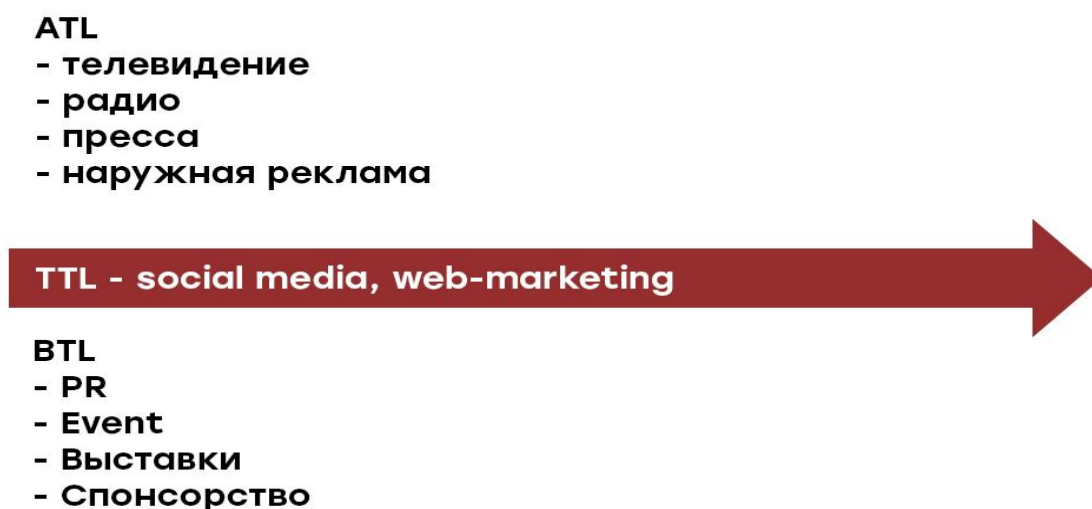 ATL
- телевидение
- радио
- пресса
- наружная реклама
TTL - social media, web-marketing
BTL
- PR
- Event
- Выставки
- Спонсорство